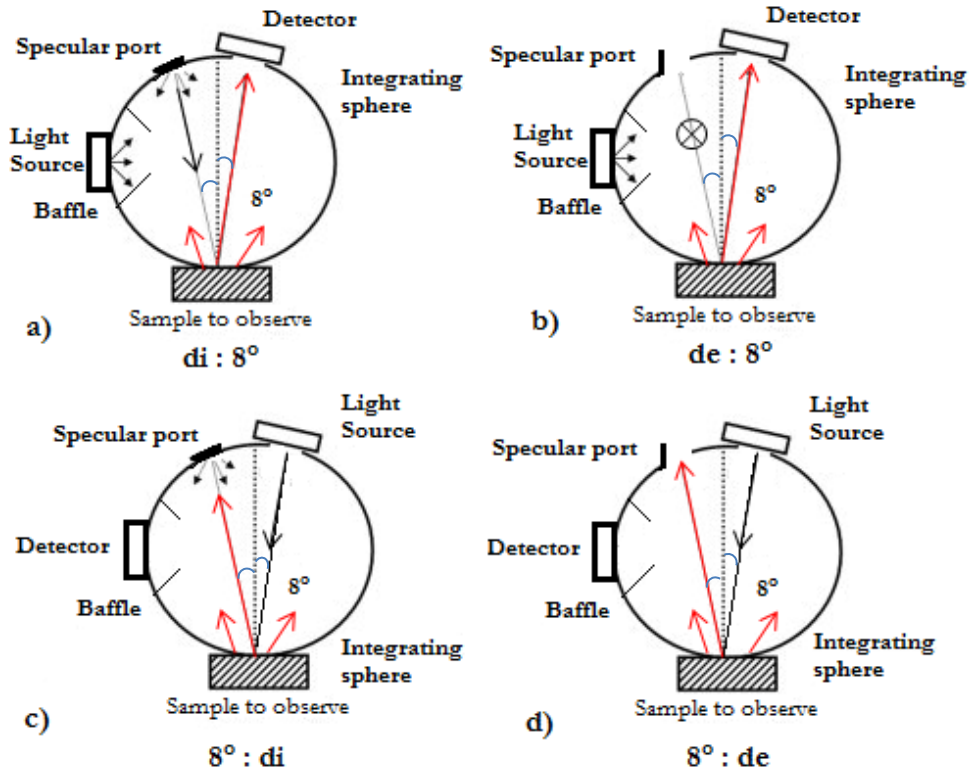 Detector
Specular port
Integrating
sphere
Light
Source
Baffle
8°
Sample to observe
a)
di : 8°
Detector
Specular port
Integrating
sphere
Light
Source
Baffle
8°
Sample to observe
b)
de : 8°
Light
Source
Specular port
Detector
8°
Baffle
Integrating
sphere
Sample to observe
c)
8° : di
Light
Source
Specular port
Detector
8°
Baffle
Integrating
sphere
Sample to observe
d)
8° : de